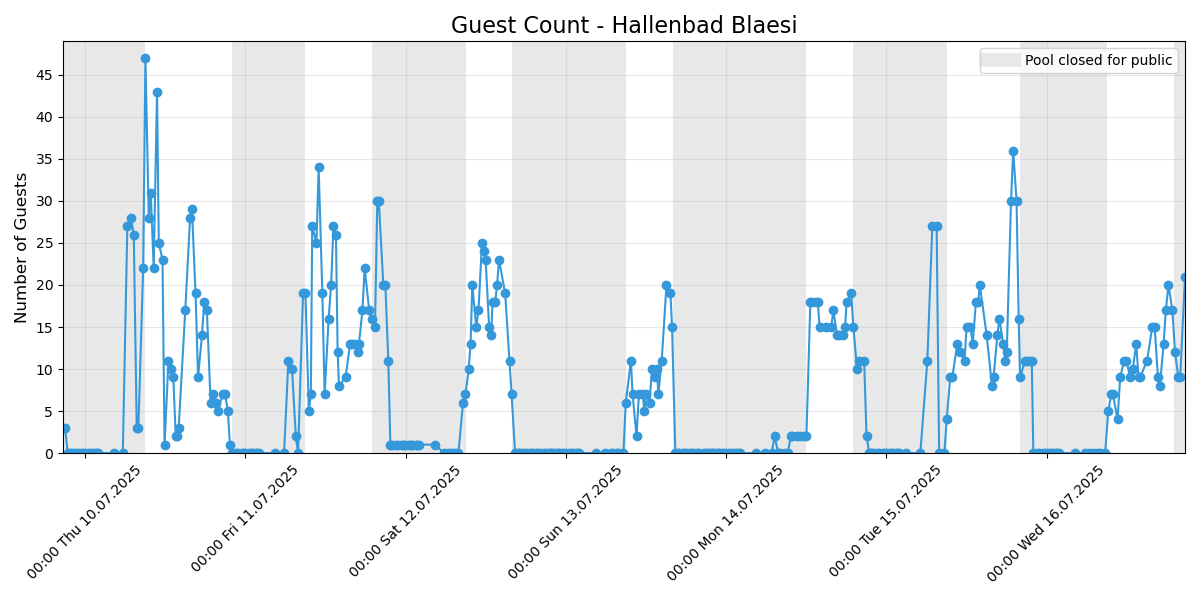 Guest Count - Hallenbad Blaesi
Pool closed for public
Number of Guests
45
40
35
30
25
20
15
10
5
0
00:00 Thu 10.07.2025
00:00 Fri 11.07.2025
00:00 Sat 12.07.2025
00:00 Sun 13.07.2025
00:00 Mon 14.07.2025
00:00 Tue 15.07.2025
00:00 Wed 16.07.2025